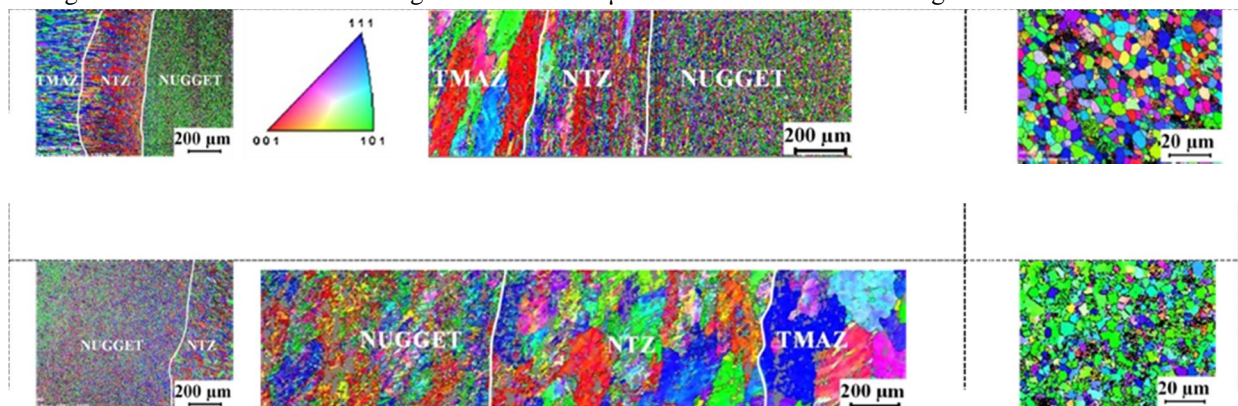 TMAZ NTZ NUGGET
200 µm
111
001 101
TMAZ NTZ NUGGET
200 µm
20 µm
NUGGET NTZ
200 µm
NUGGET NTZ TMAZ
200 µm
20 µm